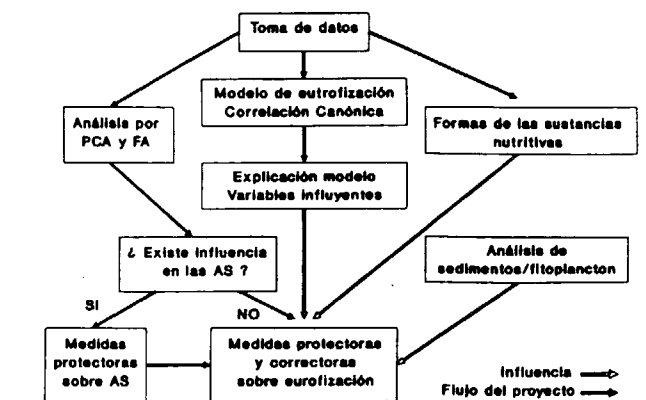 Toma de datos
Modelo de eutrofización
Correlación Canónica
Análisis por
PCA y FA
Formas de las sustancias
nutritivas
Explicación modelo
Variables influyentes
¿ Existe influencia
en las AS ?
Análisis de
sedimentos/fitoplancton
SI
NO
Medidas
protectoras
sobre AS
Medidas protectoras
y correctoras
sobre eurofización
Influencia
Flujo del proyecto